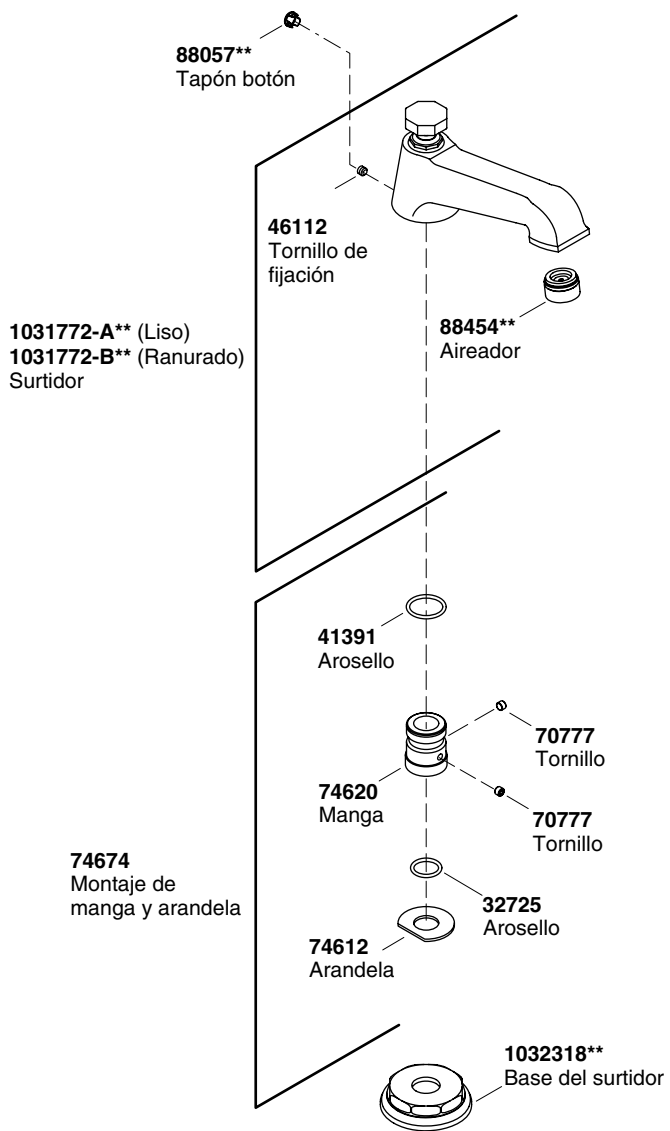 88057**
Tapón botón
46112
Tornillo de
fijación
1031772-A** (Liso)
1031772-B** (Ranurado)
Surtidor
88454**
Aireador
41391
Arosello
70777
Tornillo
74620
Manga
70777
Tornillo
74674
Montaje de
manga y arandela
32725
Arosello
74612
Arandela
1032318**
Base del surtidor